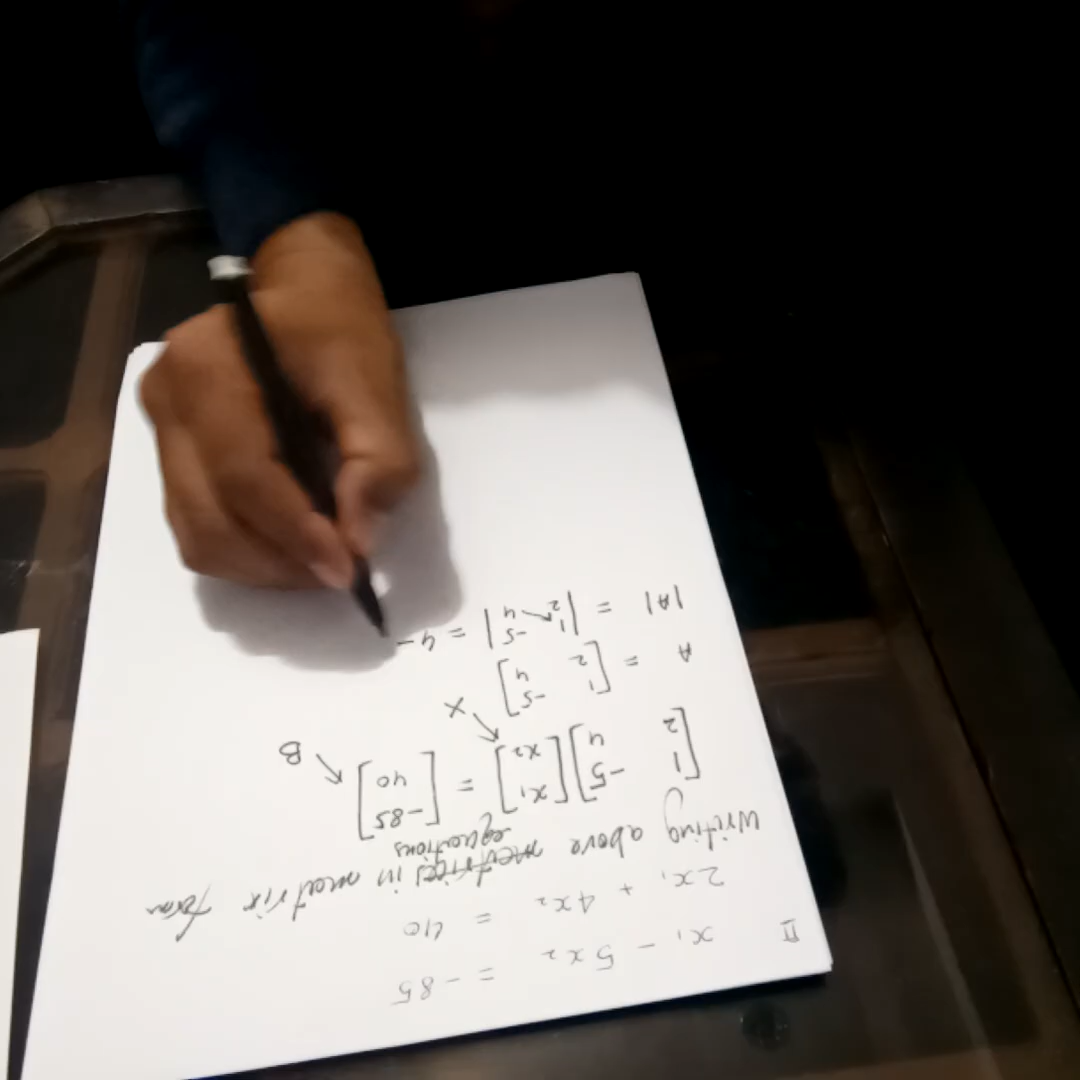 II x₁ - 5x₂ = -85
2x₁ + 4x₂ = 40
Writing above metrices in matrix form
equations
[1 -5
2 4] [x₁
x₂] = [-85
40] B
X
A = [1 -5
2 4]
|A| = |1 -5
2 4| = 4 -